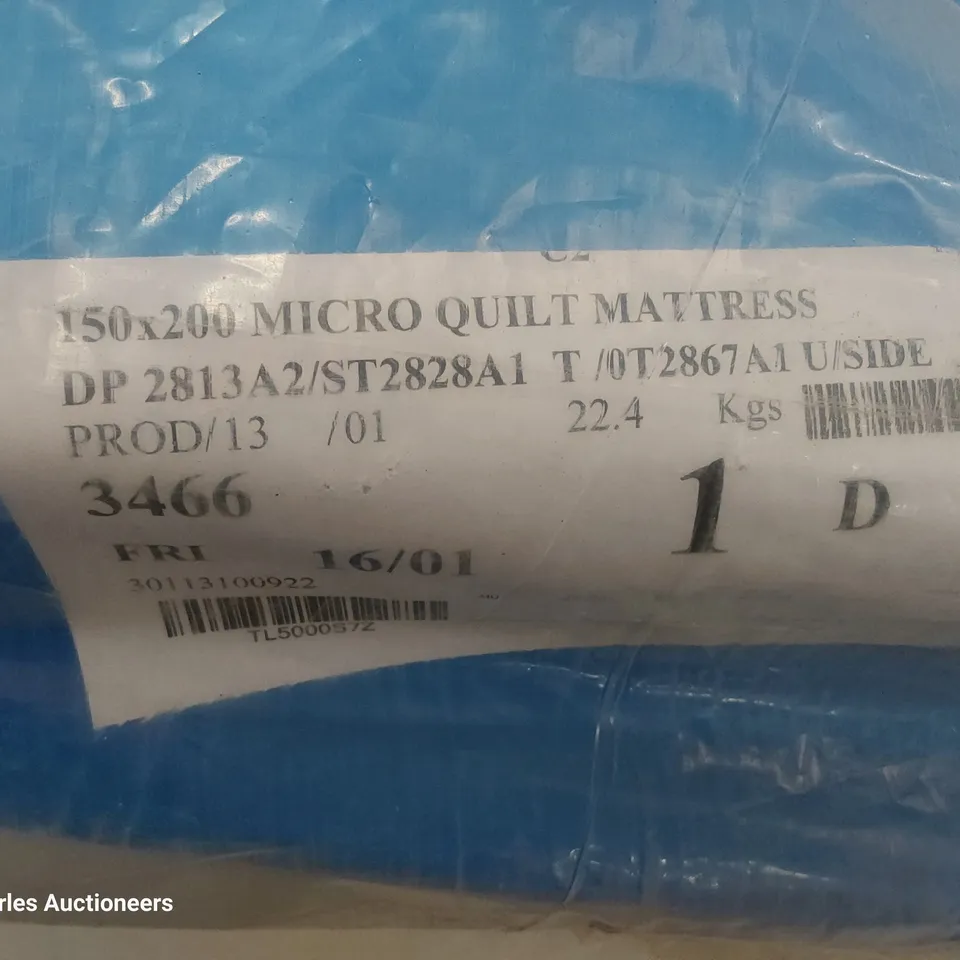 150x200 MICRO QUILT MATTRESS
DP 2813A2/ST2828A1 T /0T2867A1 U/SIDE
PROD/13 /01 22.4 Kgs
3466 1 D
FRI 16/01
30113100922
TL5000S7Z
rles Auctioneers